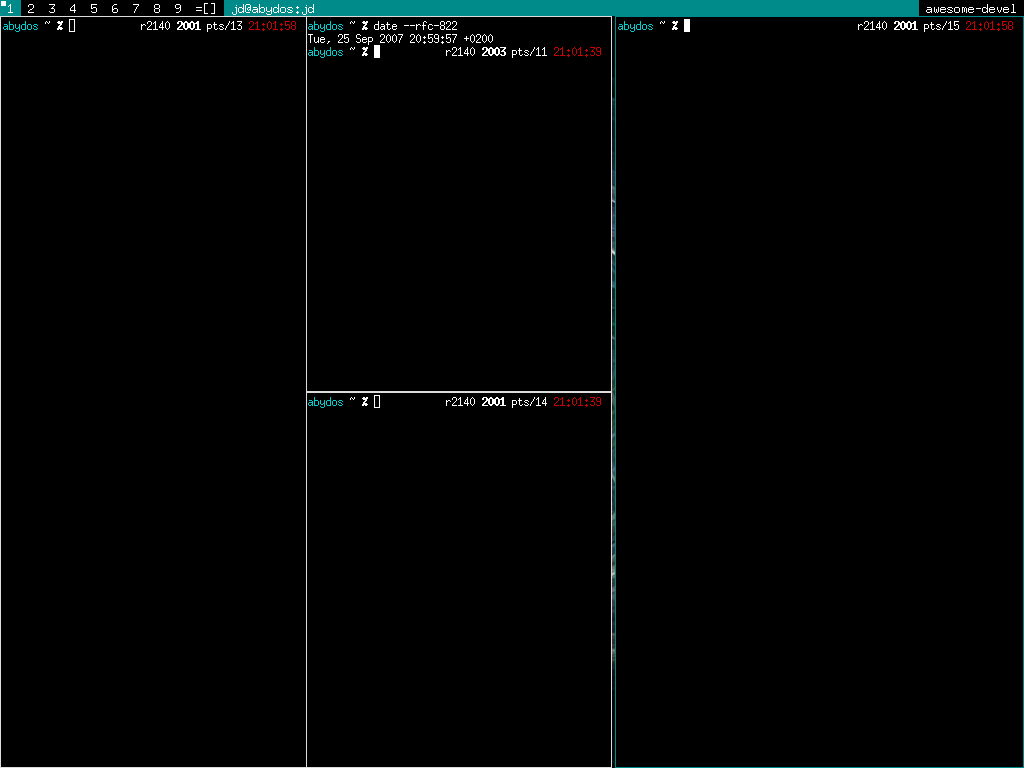 1 2 3 4 5 6 7 8 9 =[] jd@abydos:jd awesome-devel
abydos ~ % r2140 2001 pts/13 21:01:58
abydos ~ % date --rfc-822
Tue, 25 Sep 2007 20:59:57 +0200
abydos ~ % r2140 2003 pts/11 21:01:39
abydos ~ % r2140 2001 pts/14 21:01:39
abydos ~ % r2140 2001 pts/15 21:01:58